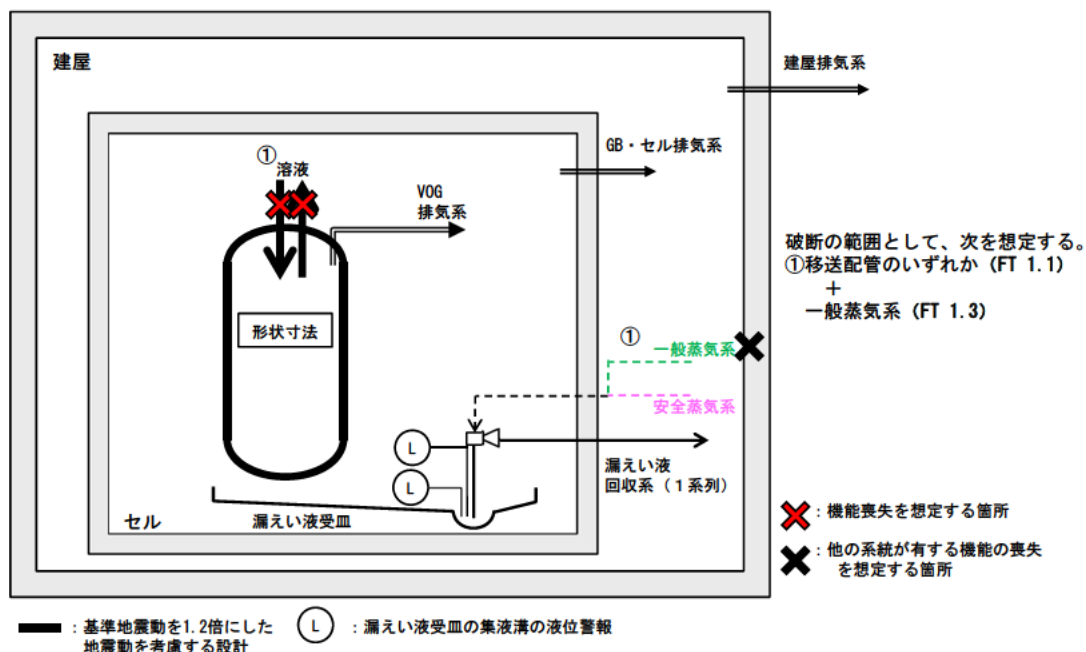 建屋
建屋排気系
GB・セル排気系
①
溶液
VOG
排気系
破断の範囲として、次を想定する。
①移送配管のいずれか（FT 1.1）
＋
一般蒸気系（FT 1.3）
形状寸法
①
一般蒸気系
安全蒸気系
L
L
漏えい液
回収系（１系列）
セル
漏えい液受皿
：機能喪失を想定する箇所
：他の系統が有する機能の喪失
を想定する箇所
：基準地震動を1.2倍にした
地震動を考慮する設計
L
：漏えい液受皿の集液溝の液位警報